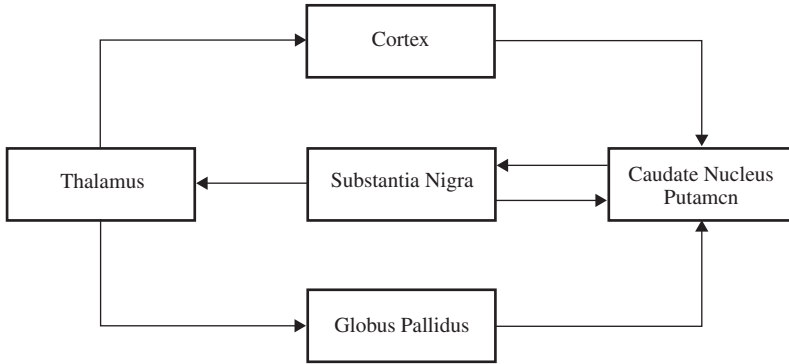 Cortex
Thalamus
Substantia Nigra
Caudate Nucleus
Putamcn
Globus Pallidus